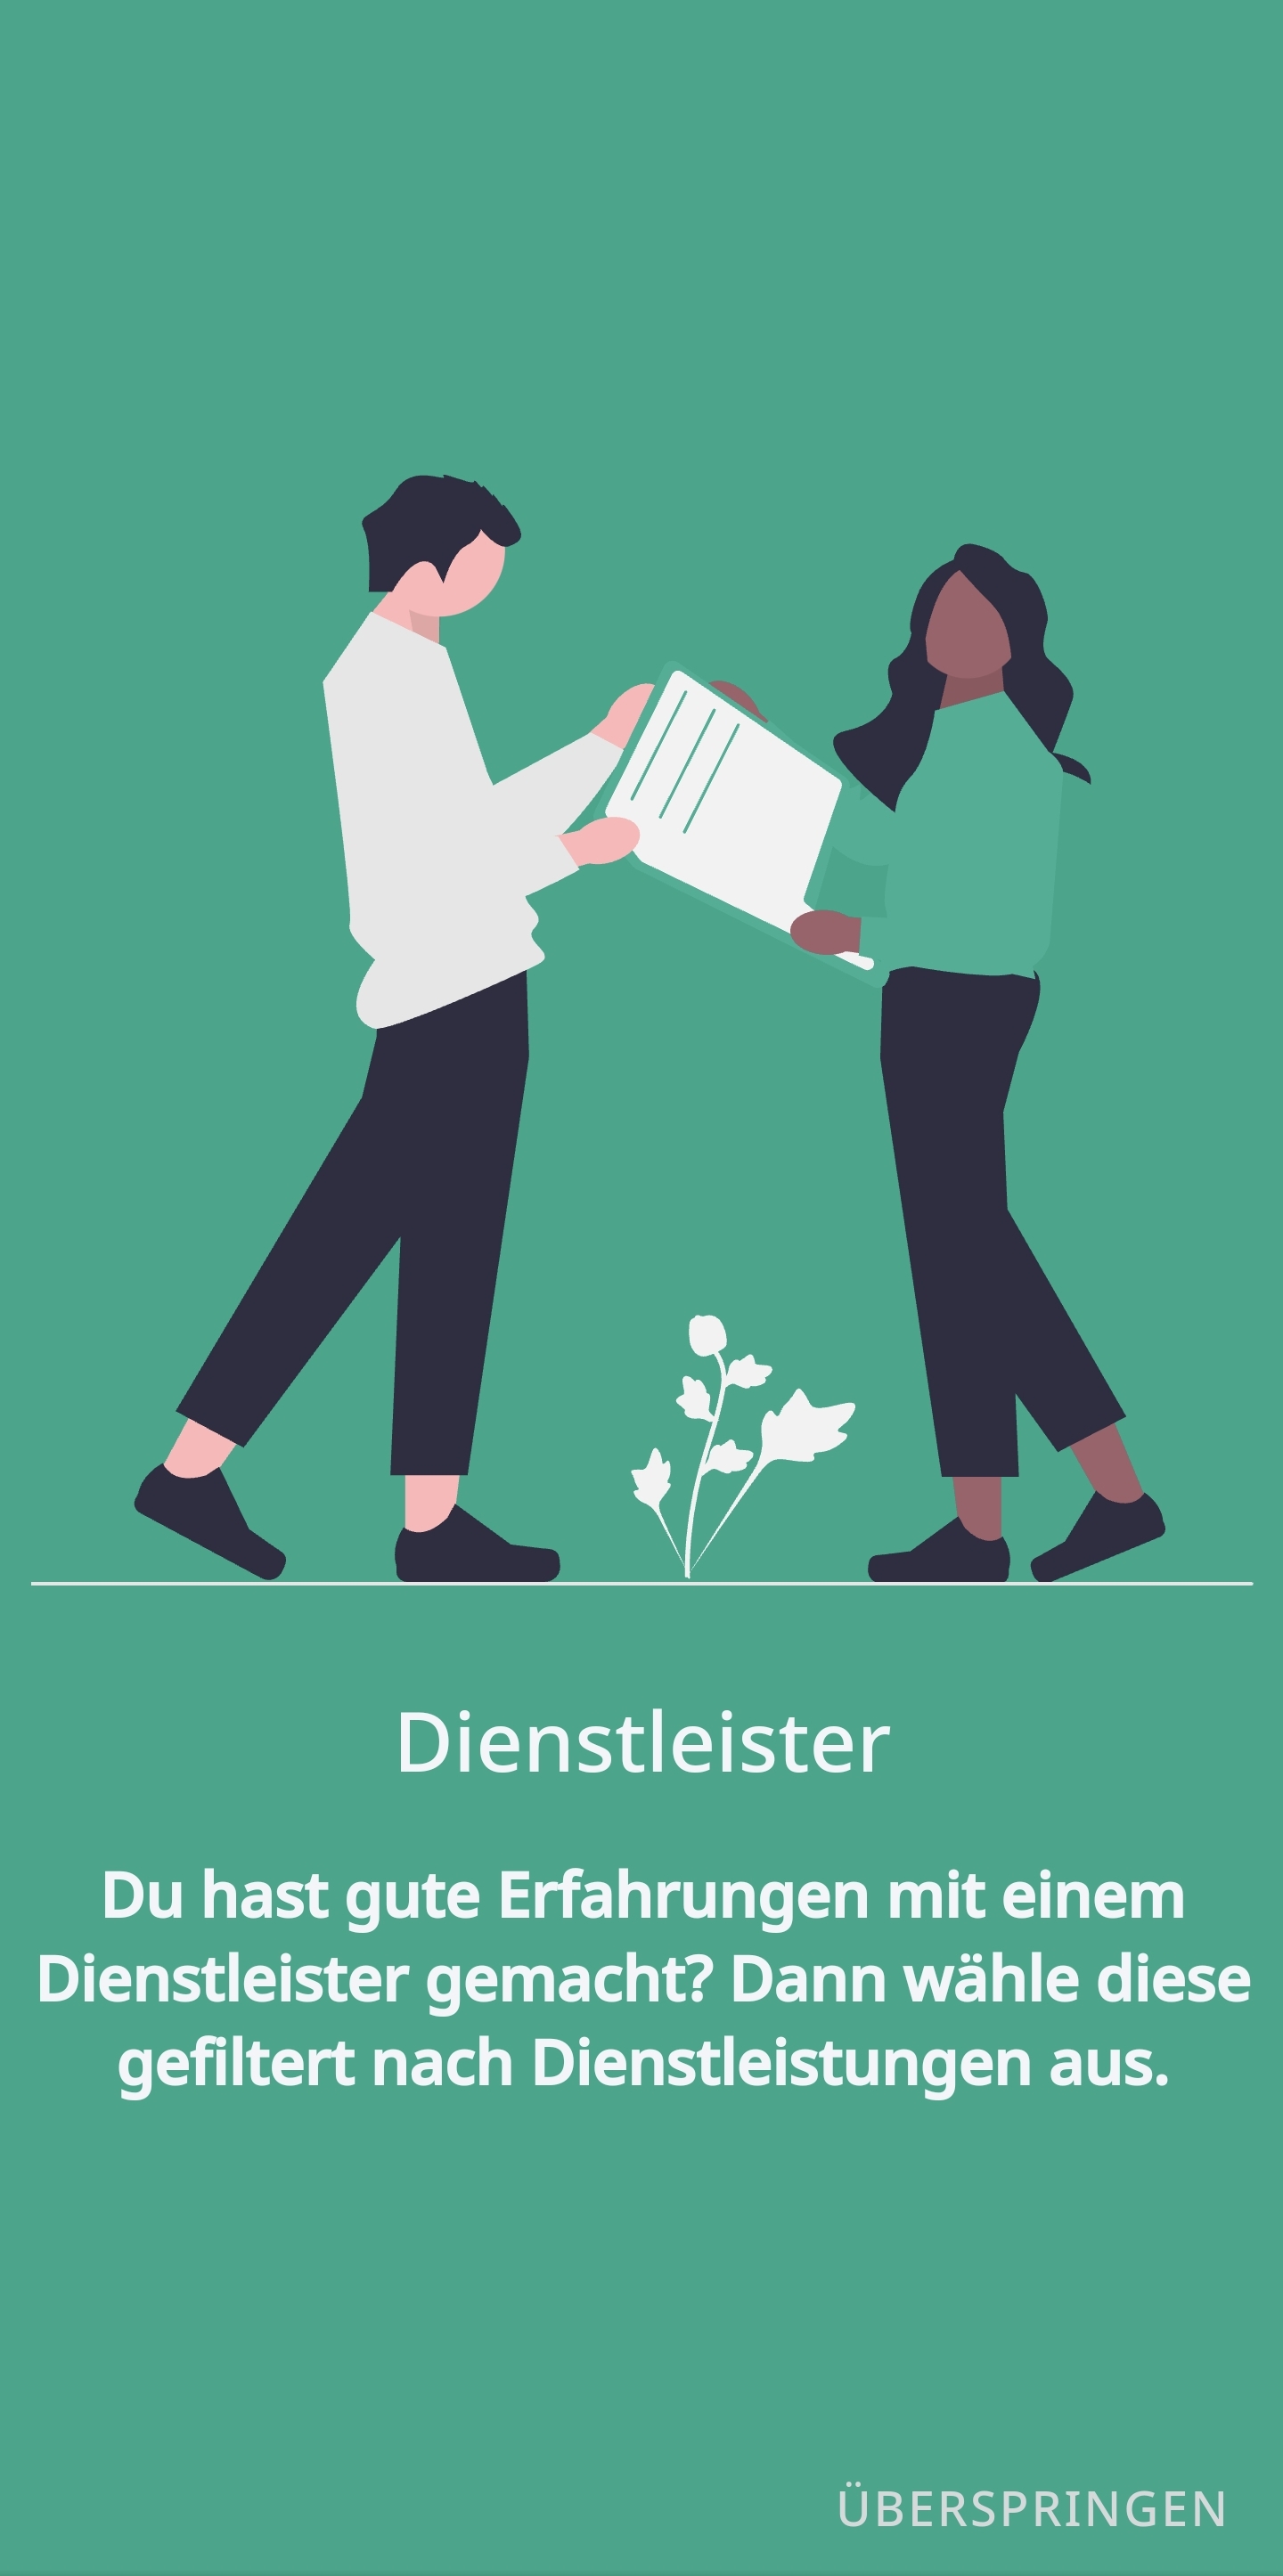 Dienstleister
Du hast gute Erfahrungen mit einem
Dienstleister gemacht? Dann wähle diese
gefiltert nach Dienstleistungen aus.
ÜBERSPRINGEN